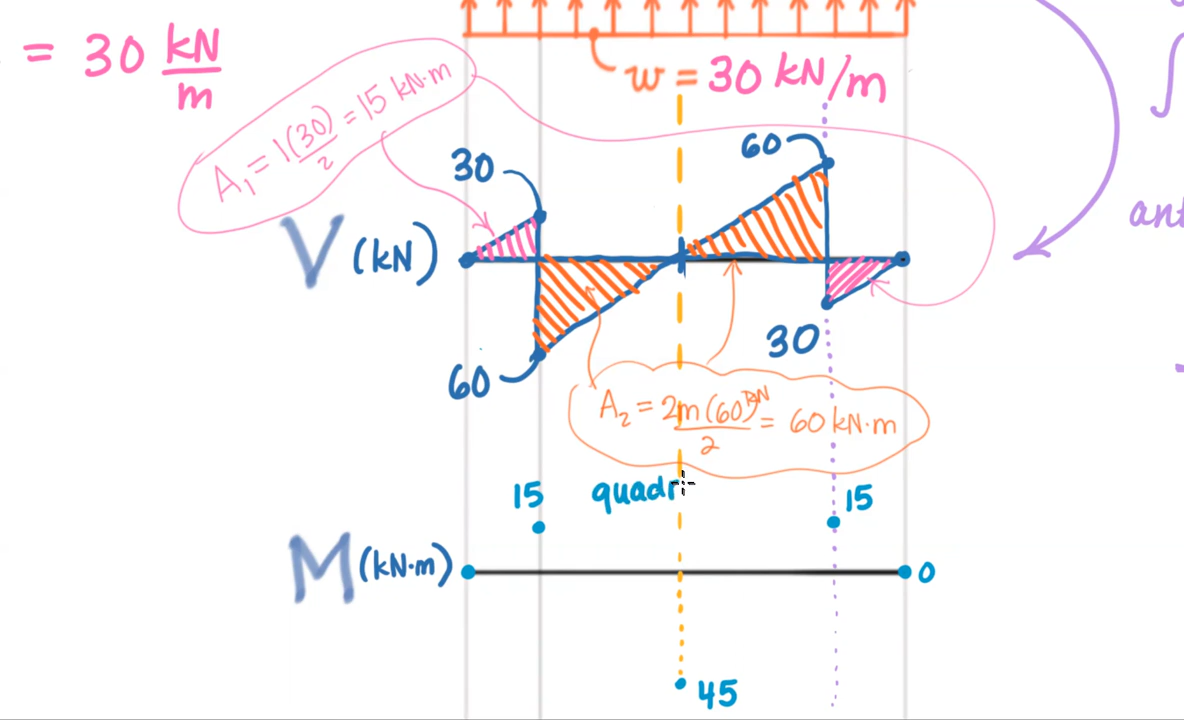 = 30 kN/m
w = 30 kN/m
A₁ = 1(30)/2 = 15 kN·m
60
30
V (kN)
30
60
A₂ = 2m(60)kN/2 = 60 kN·m
15
quadr
15
M (kN·m)
0
45